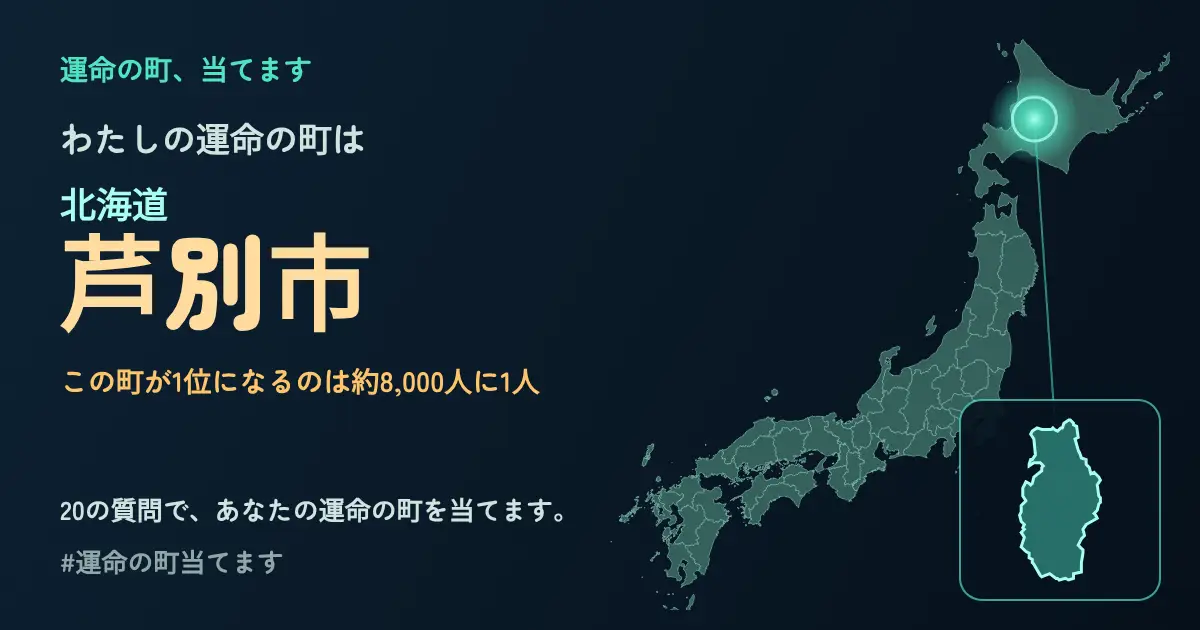 運命の町、当てます
わたしの運命の町は
北海道
芦別市
この町が1位になるのは約8,000人に1人
20の質問で、あなたの運命の町を当てます。
#運命の町当てます